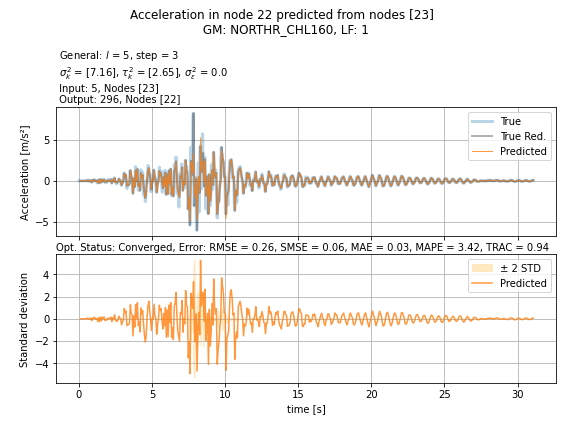 Acceleration in node 22 predicted from nodes [23]
GM: NORTHR_CHL160, LF: 1
General: l = 5, step = 3
σ²ₖ = [7.16], τ²ₖ = [2.65], σ²ε = 0.0
Input: 5, Nodes [23]
Output: 296, Nodes [22]
Acceleration [m/s²]
5
0
−5
True
True Red.
Predicted
Opt. Status: Converged, Error: RMSE = 0.26, SMSE = 0.06, MAE = 0.03, MAPE = 3.42, TRAC = 0.94
Standard deviation
4
2
0
−2
−4
± 2 STD
Predicted
0 5 10 15 20 25 30
time [s]